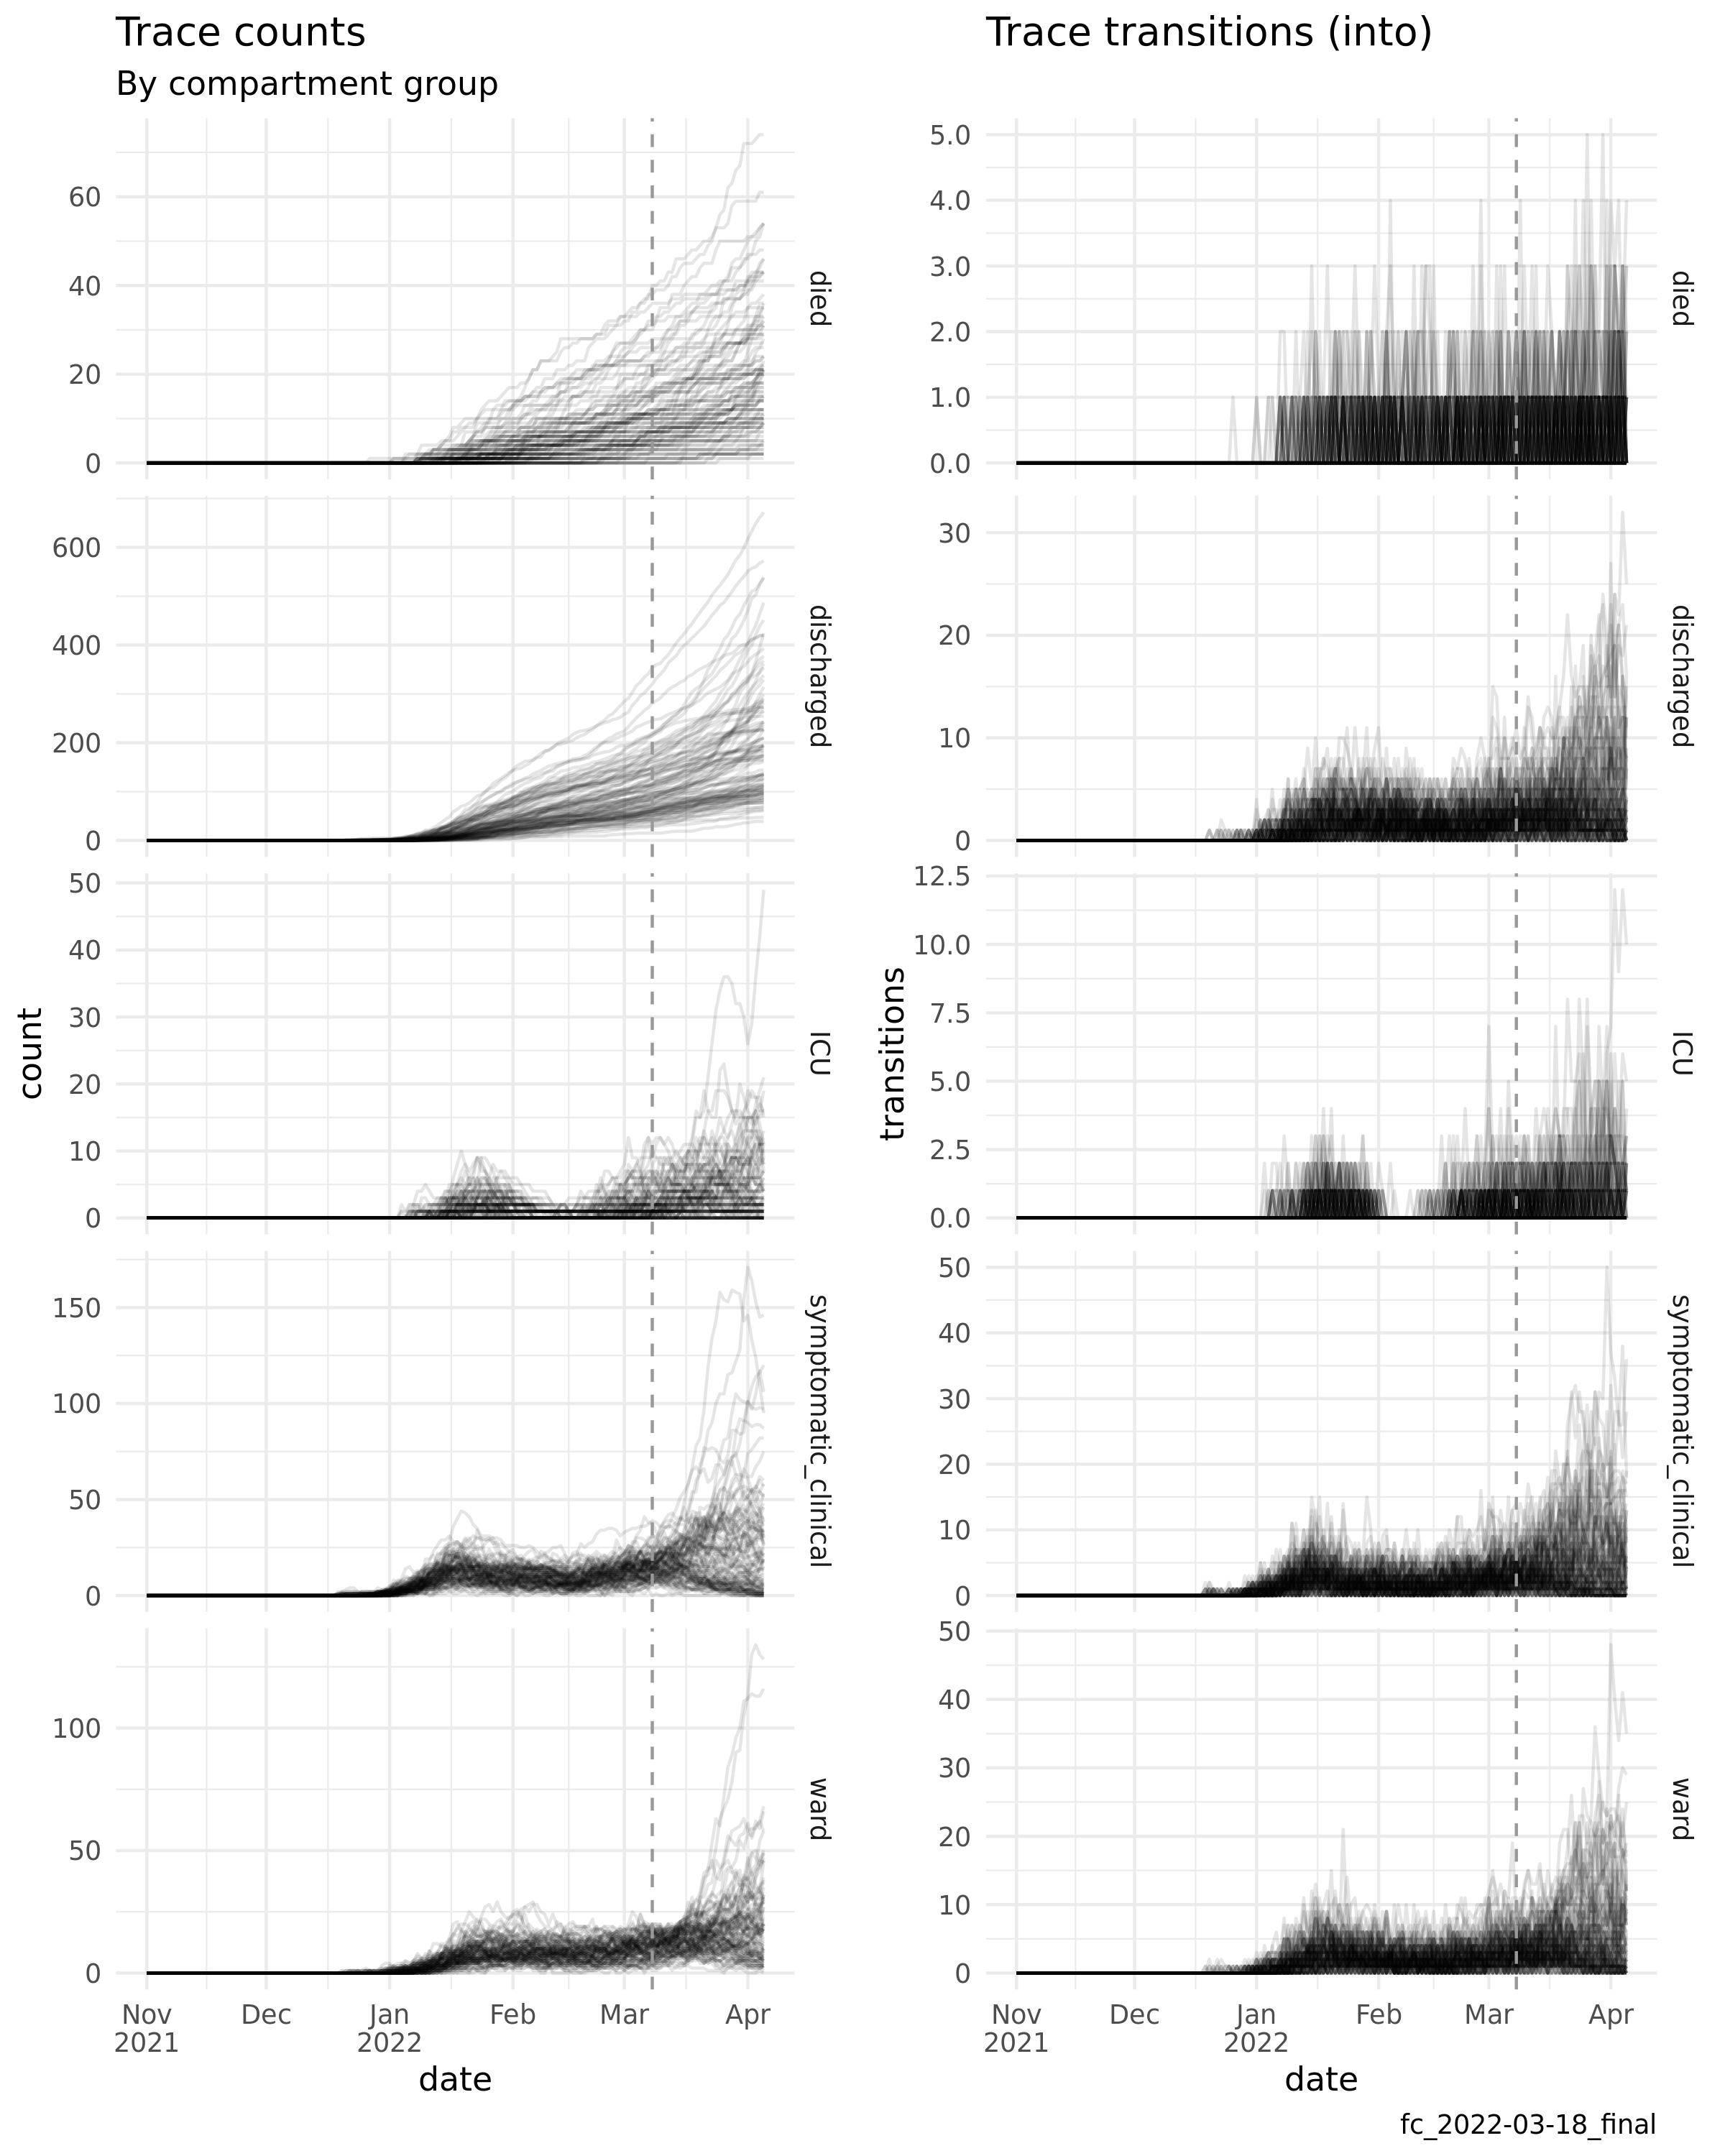 Trace counts
By compartment group
count
60
40
20
0
died
600
400
200
0
discharged
50
40
30
20
10
0
ICU
150
100
50
0
symptomatic_clinical
100
50
0
ward
Nov Dec Jan Feb Mar Apr
2021 2022
date
Trace transitions (into)
transitions
5.0
4.0
3.0
2.0
1.0
0.0
died
30
20
10
0
discharged
12.5
10.0
7.5
5.0
2.5
0.0
ICU
50
40
30
20
10
0
symptomatic_clinical
50
40
30
20
10
0
ward
Nov Dec Jan Feb Mar Apr
2021 2022
date
fc_2022-03-18_final